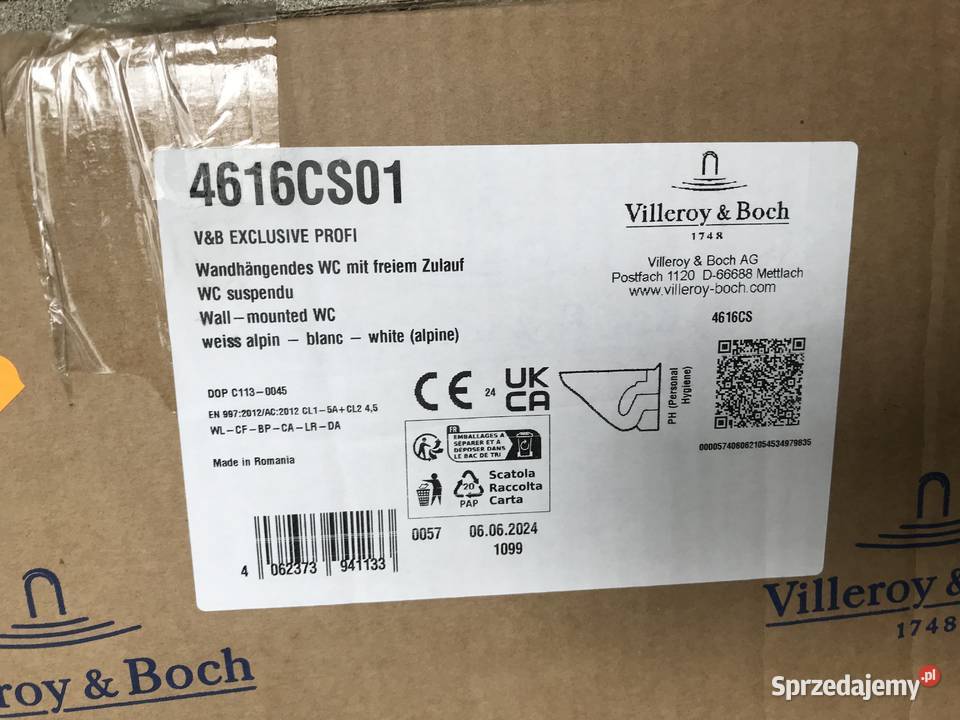 4616CS01
V&B EXCLUSIVE PROFI
Wandhängendes WC mit freiem Zulauf
WC suspendu
Wall-mounted WC
weiss alpin - blanc - white (alpine)
Villeroy & Boch
1748
Villeroy & Boch AG
Postfach 1120 D-66688 Mettlach
www.villeroy-boch.com
4616CS
DOP C113-0045
EN 997:2012/AC:2012 CL1-5A+CL2 4,5
WL-CF-BP-CA-LR-DA
Made in Romania
CE 24 UK
CA
PH (Personal
Hygiene)
0000574060621054534979835
FR
EMBALLAGES A
SÉPARER ET À
DÉPOSER DANS
LE BAC DE TRI
20
PAP
Scatola
Raccolta
Carta
0057 06.06.2024
1099
4 062373 941133
roy & Boch
Villeroy &
1748
Sprzedajemy.pl